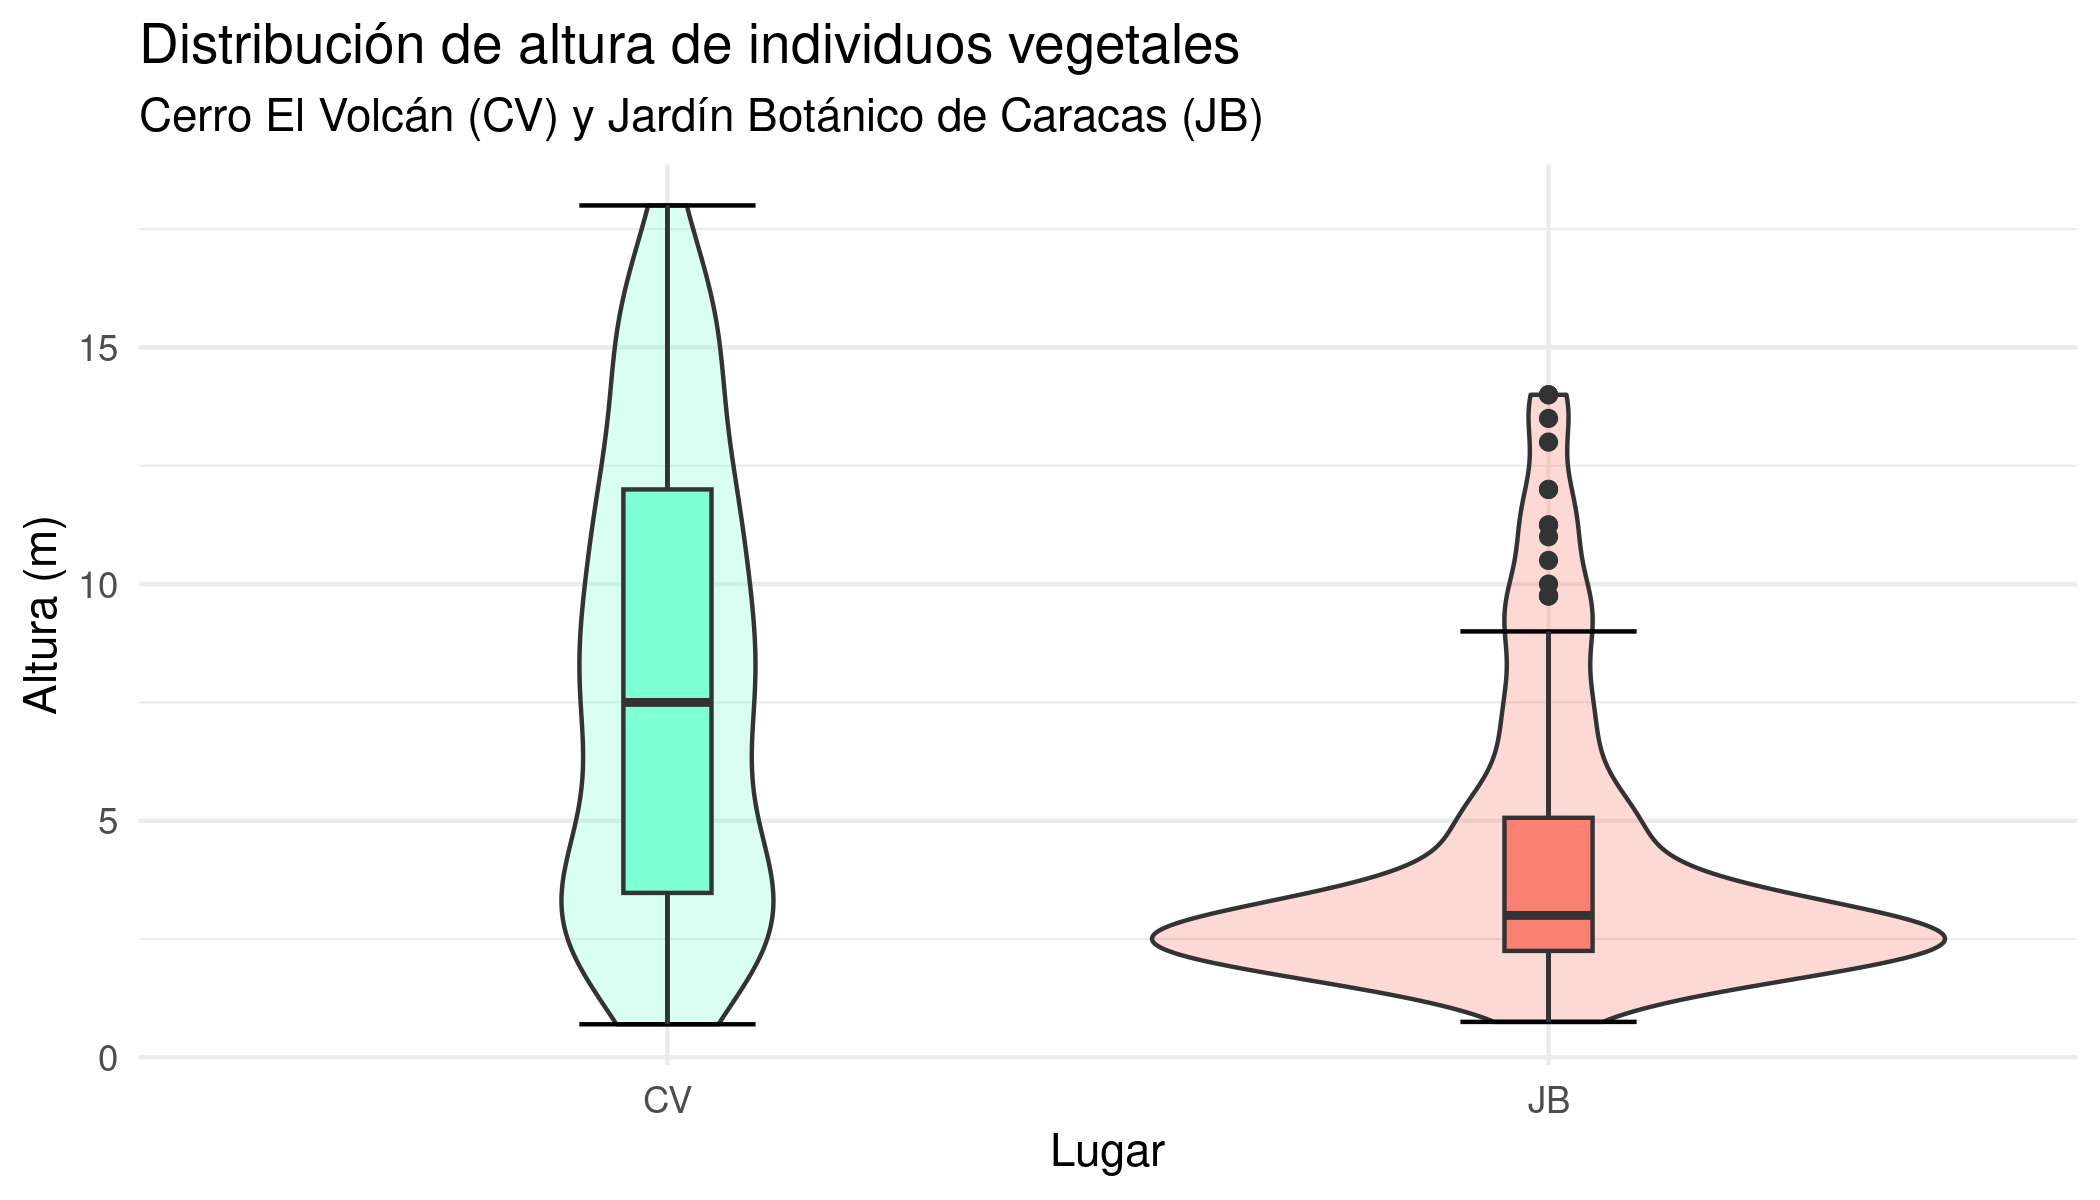 Distribución de altura de individuos vegetales
Cerro El Volcán (CV) y Jardín Botánico de Caracas (JB)
Altura (m)
15
10
5
0
CV
JB
Lugar